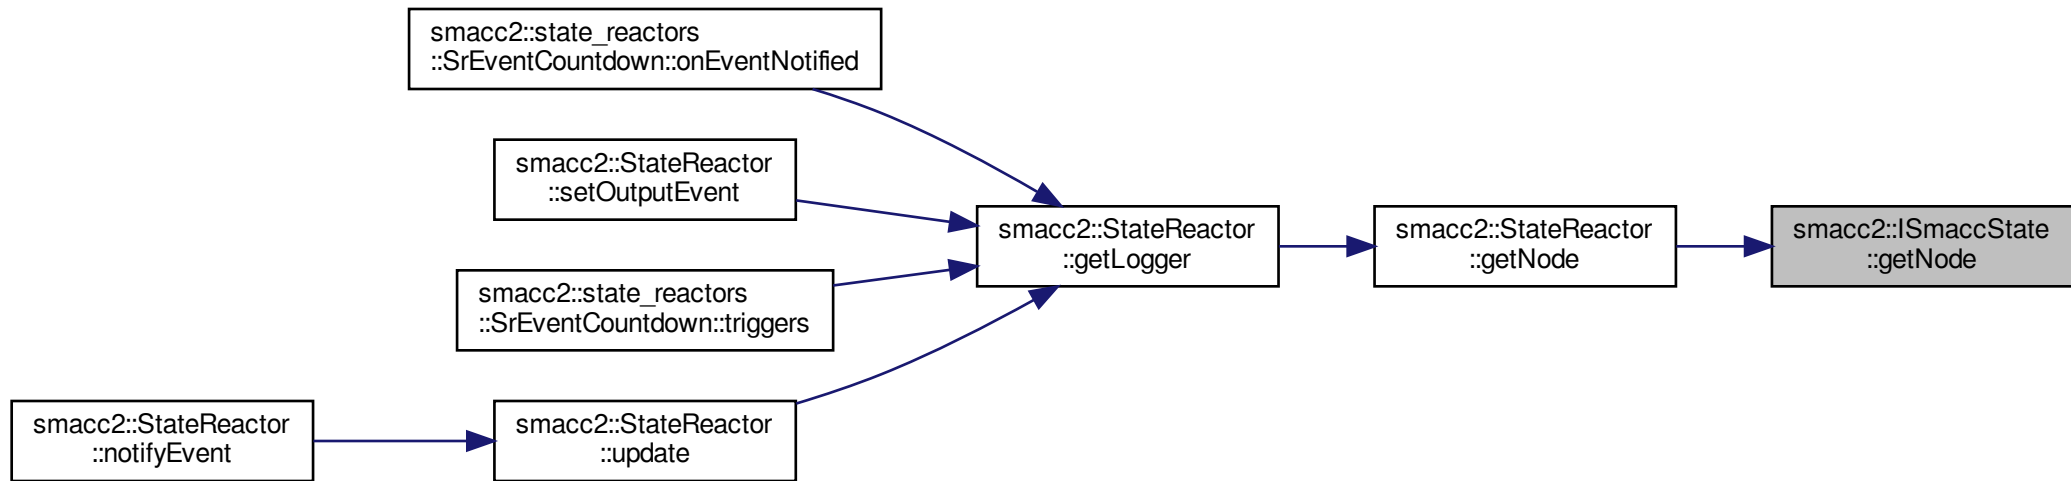 smacc2::state_reactors
::SrEventCountdown::onEventNotified
smacc2::StateReactor
::setOutputEvent
smacc2::StateReactor
::getLogger
smacc2::StateReactor
::getNode
smacc2::ISmaccState
::getNode
smacc2::state_reactors
::SrEventCountdown::triggers
smacc2::StateReactor
::notifyEvent
smacc2::StateReactor
::update